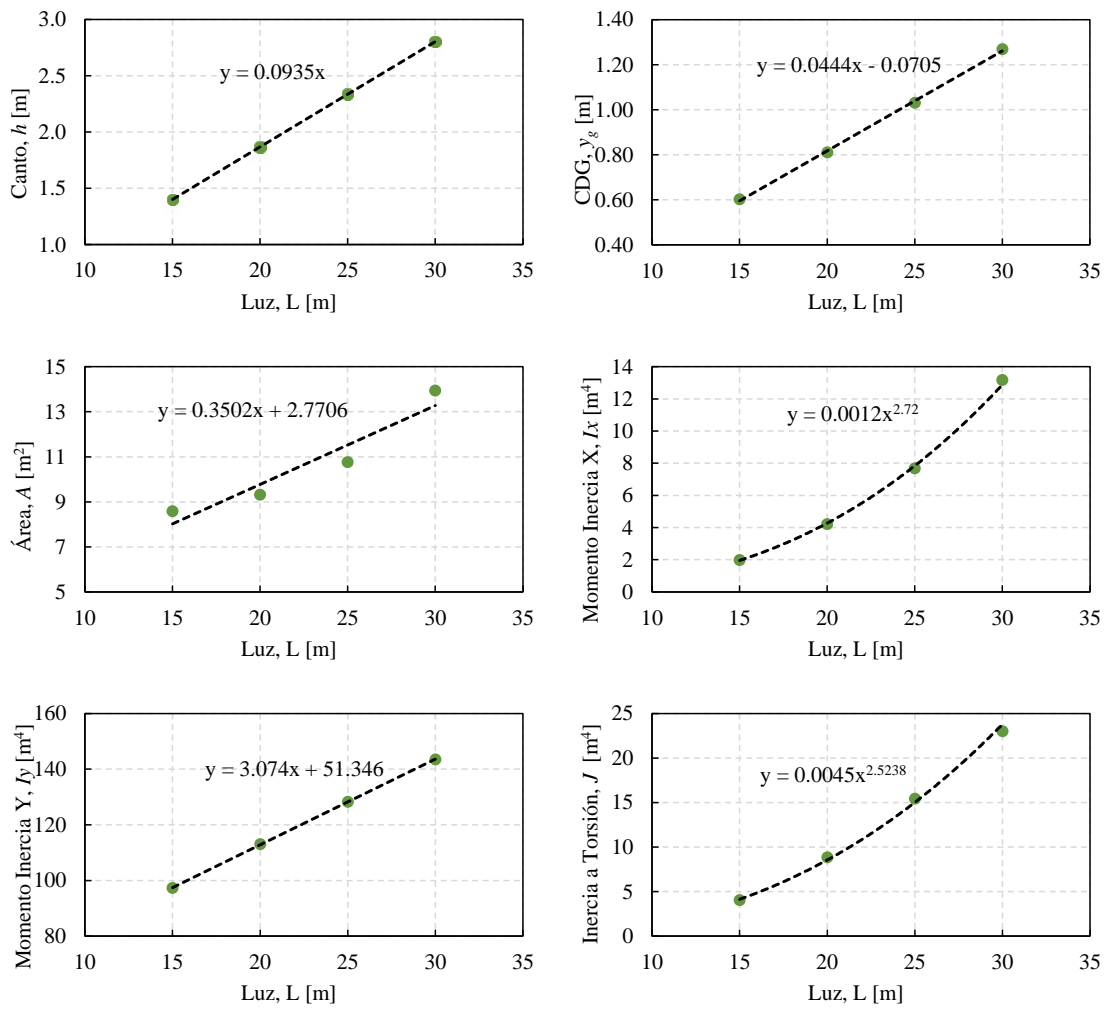 Canto, h [m]
3.0
2.5
2.0
1.5
1.0
y = 0.0935x
10 15 20 25 30 35
Luz, L [m]
CDG, yg [m]
1.40
1.20
1.00
0.80
0.60
0.40
y = 0.0444x - 0.0705
10 15 20 25 30 35
Luz, L [m]
Área, A [m²]
15
13
11
9
7
5
y = 0.3502x + 2.7706
10 15 20 25 30 35
Luz, L [m]
Momento Inercia X, Ix [m⁴]
14
12
10
8
6
4
2
0
y = 0.0012x²·⁷²
10 15 20 25 30 35
Luz, L [m]
Momento Inercia Y, Iy [m⁴]
160
140
120
100
80
y = 3.074x + 51.346
10 15 20 25 30 35
Luz, L [m]
Inercia a Torsión, J [m⁴]
25
20
15
10
5
0
y = 0.0045x²·⁵²³⁸
10 15 20 25 30 35
Luz, L [m]